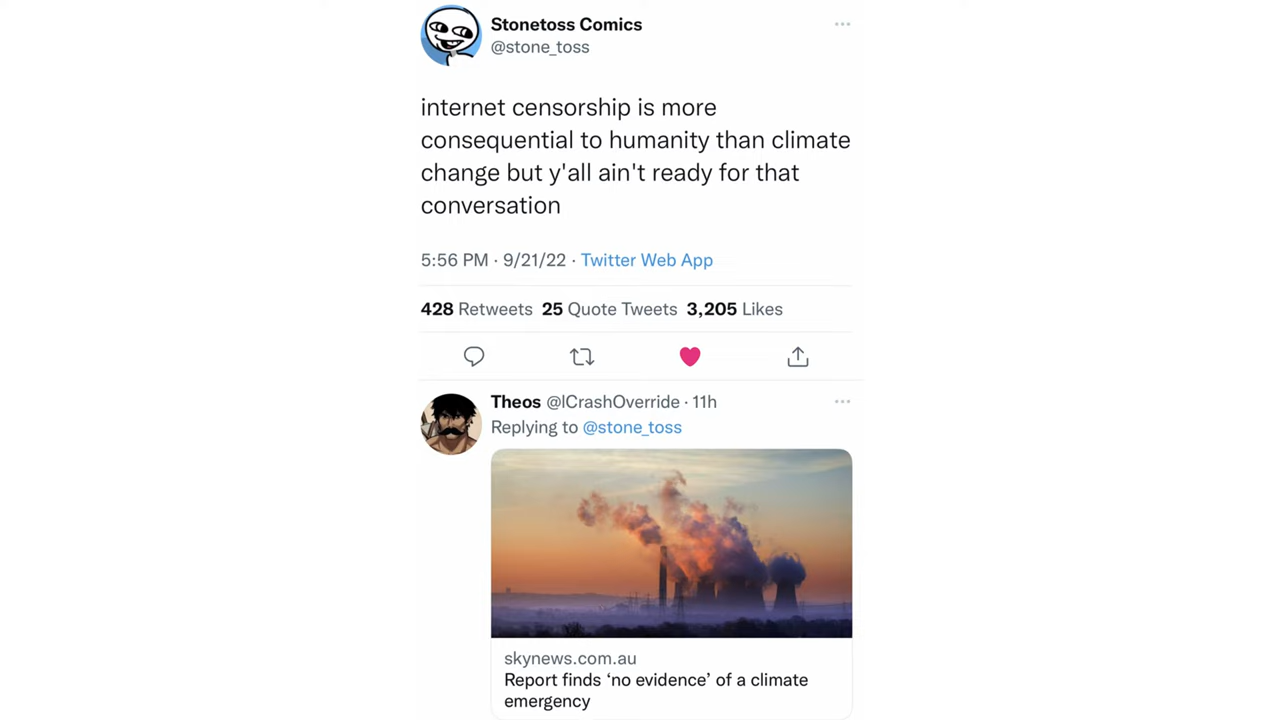 Stonetoss Comics
@stone_toss
internet censorship is more
consequential to humanity than climate
change but y'all ain't ready for that
conversation
5:56 PM · 9/21/22 · Twitter Web App
428 Retweets 25 Quote Tweets 3,205 Likes
Theos @lCrashOverride · 11h
Replying to @stone_toss
skynews.com.au
Report finds ‘no evidence’ of a climate
emergency